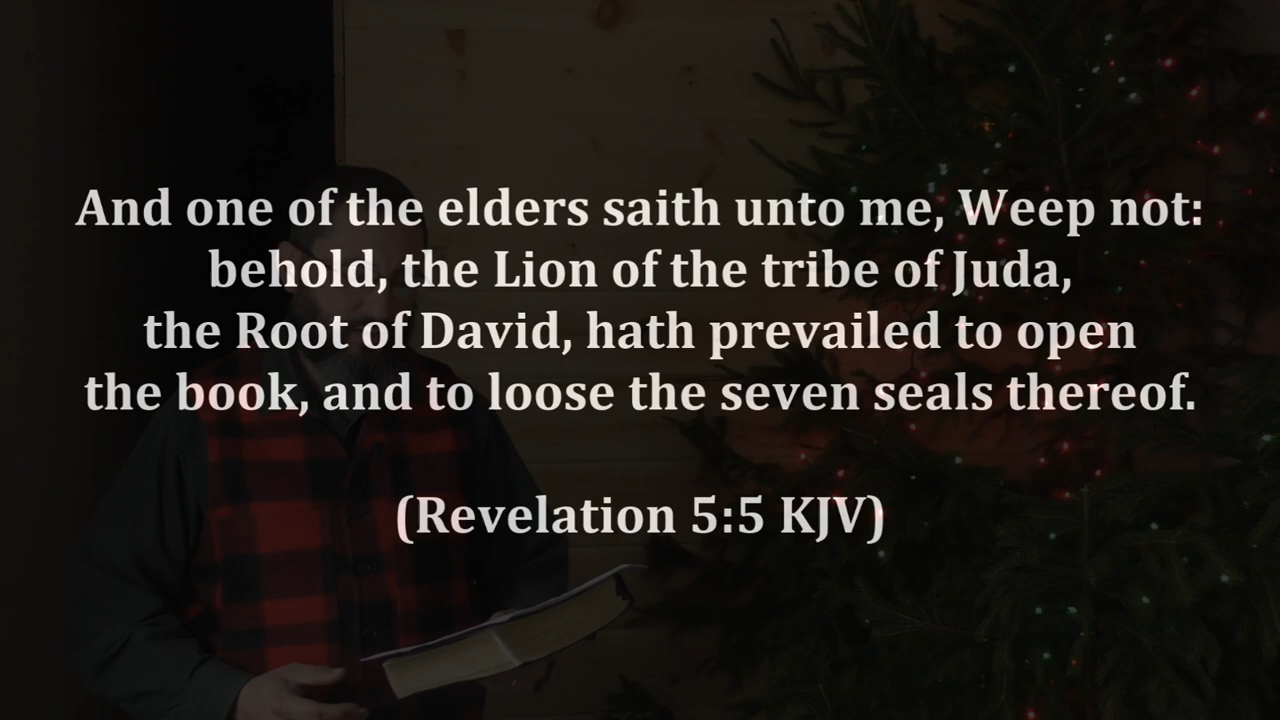 And one of the elders saith unto me, Weep not:
behold, the Lion of the tribe of Juda,
the Root of David, hath prevailed to open
the book, and to loose the seven seals thereof.
(Revelation 5:5 KJV)